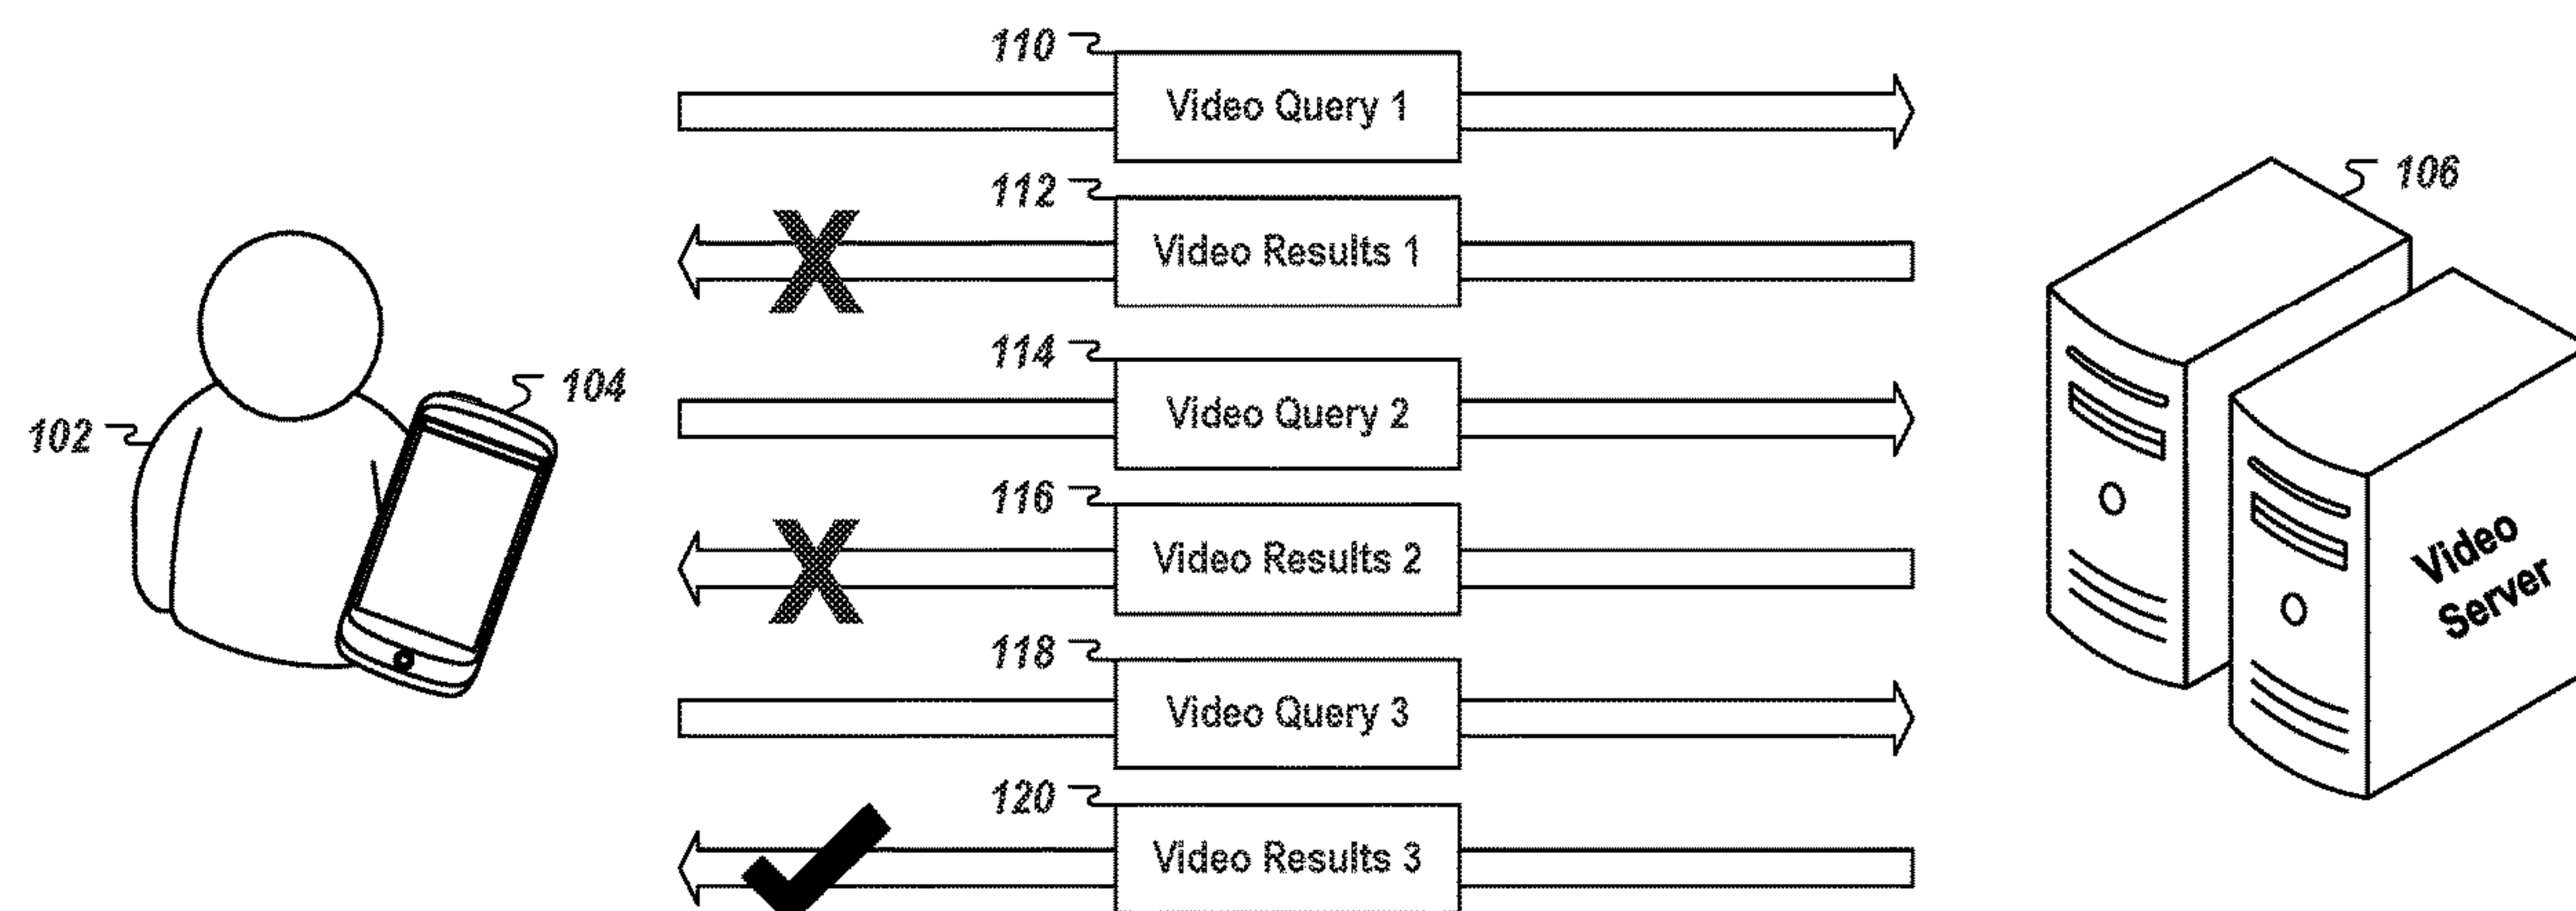 110
Video Query 1
112
Video Results 1
106
114
Video Query 2
104
102
116
Video Results 2
Video
Server
118
Video Query 3
120
Video Results 3